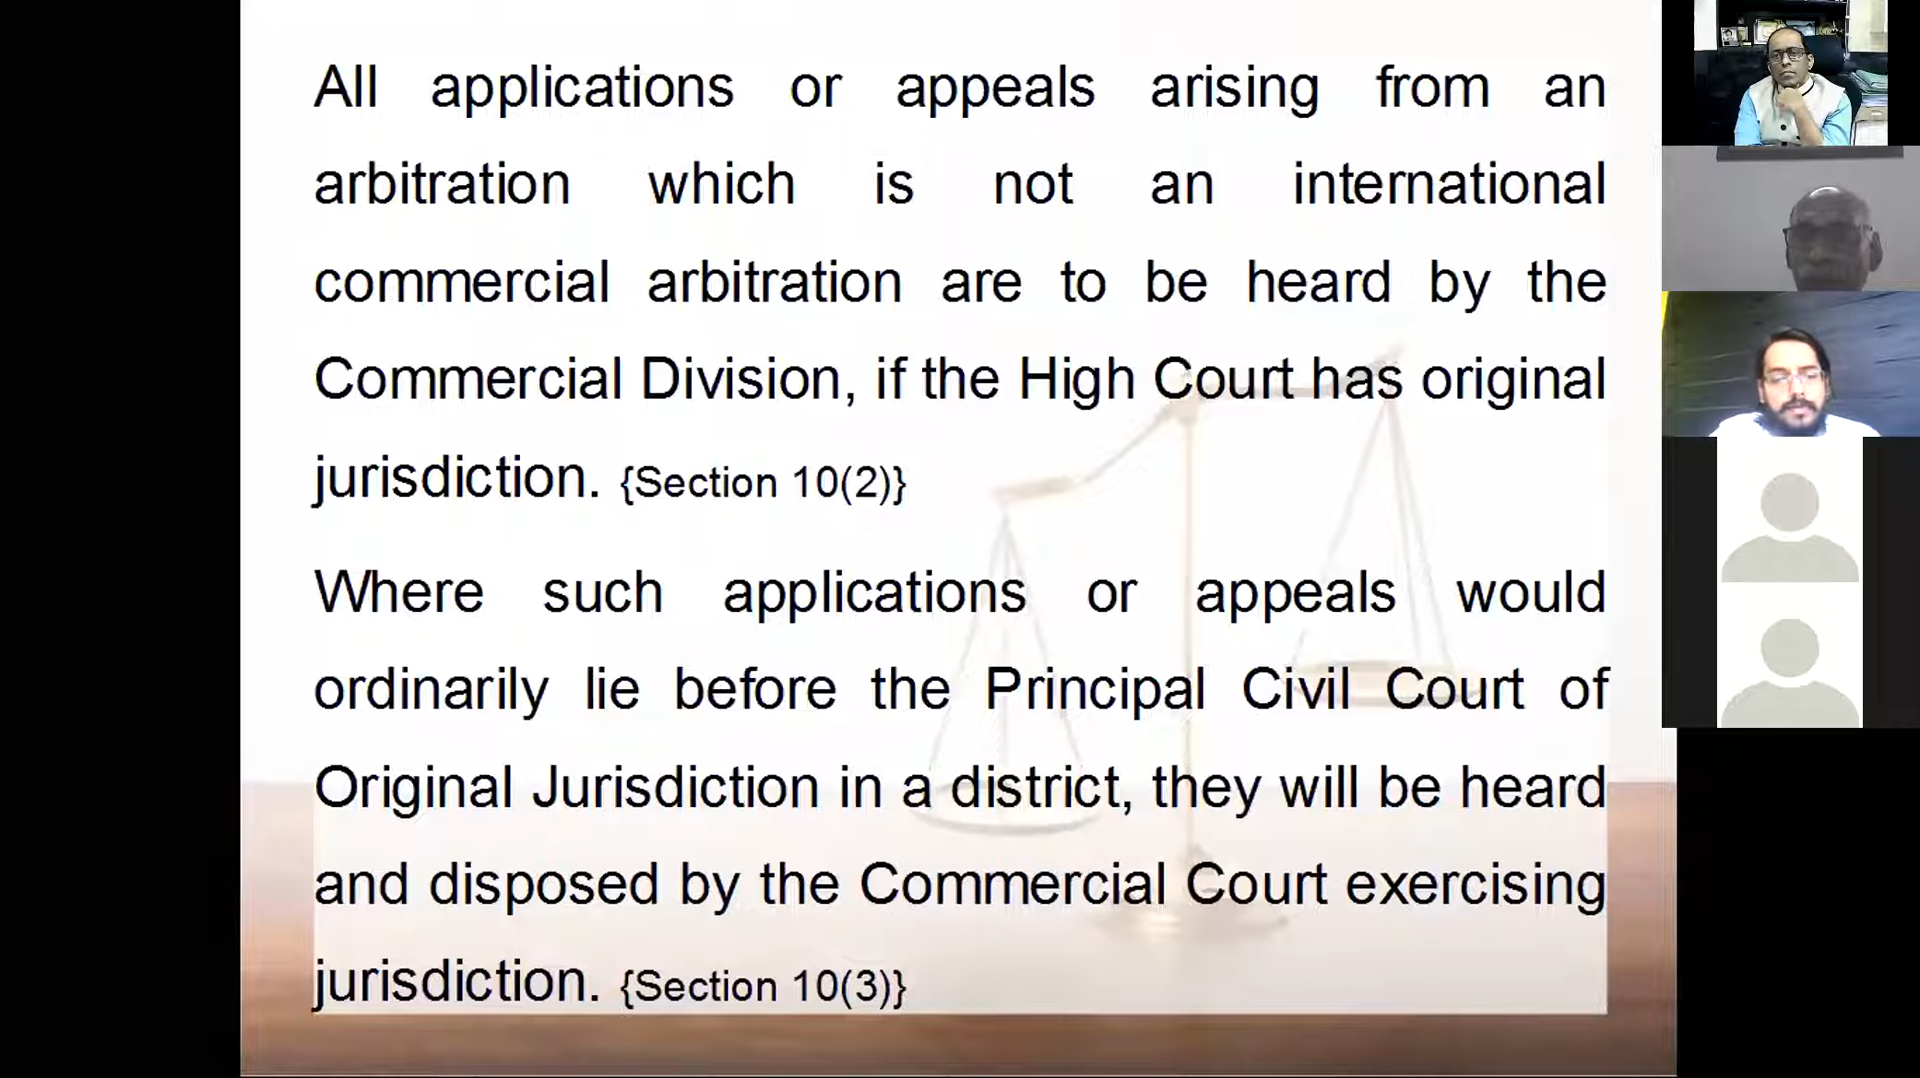 All applications or appeals arising from an
arbitration which is not an international
commercial arbitration are to be heard by the
Commercial Division, if the High Court has original
jurisdiction. {Section 10(2)}
Where such applications or appeals would
ordinarily lie before the Principal Civil Court of
Original Jurisdiction in a district, they will be heard
and disposed by the Commercial Court exercising
jurisdiction. {Section 10(3)}